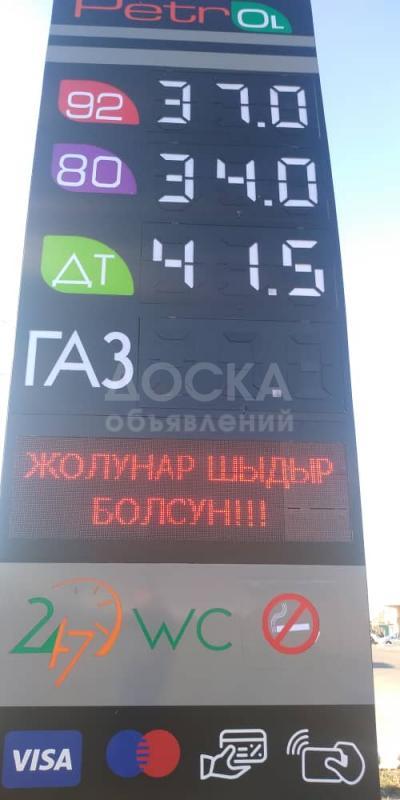 PetrOL
92 37.0
80 34.0
ДТ 41.5
ГАЗ
ДОСКА
объявлений
ЖОЛУНАР ШЫДЫР
БОЛСУН!!!
24/7 WC
VISA